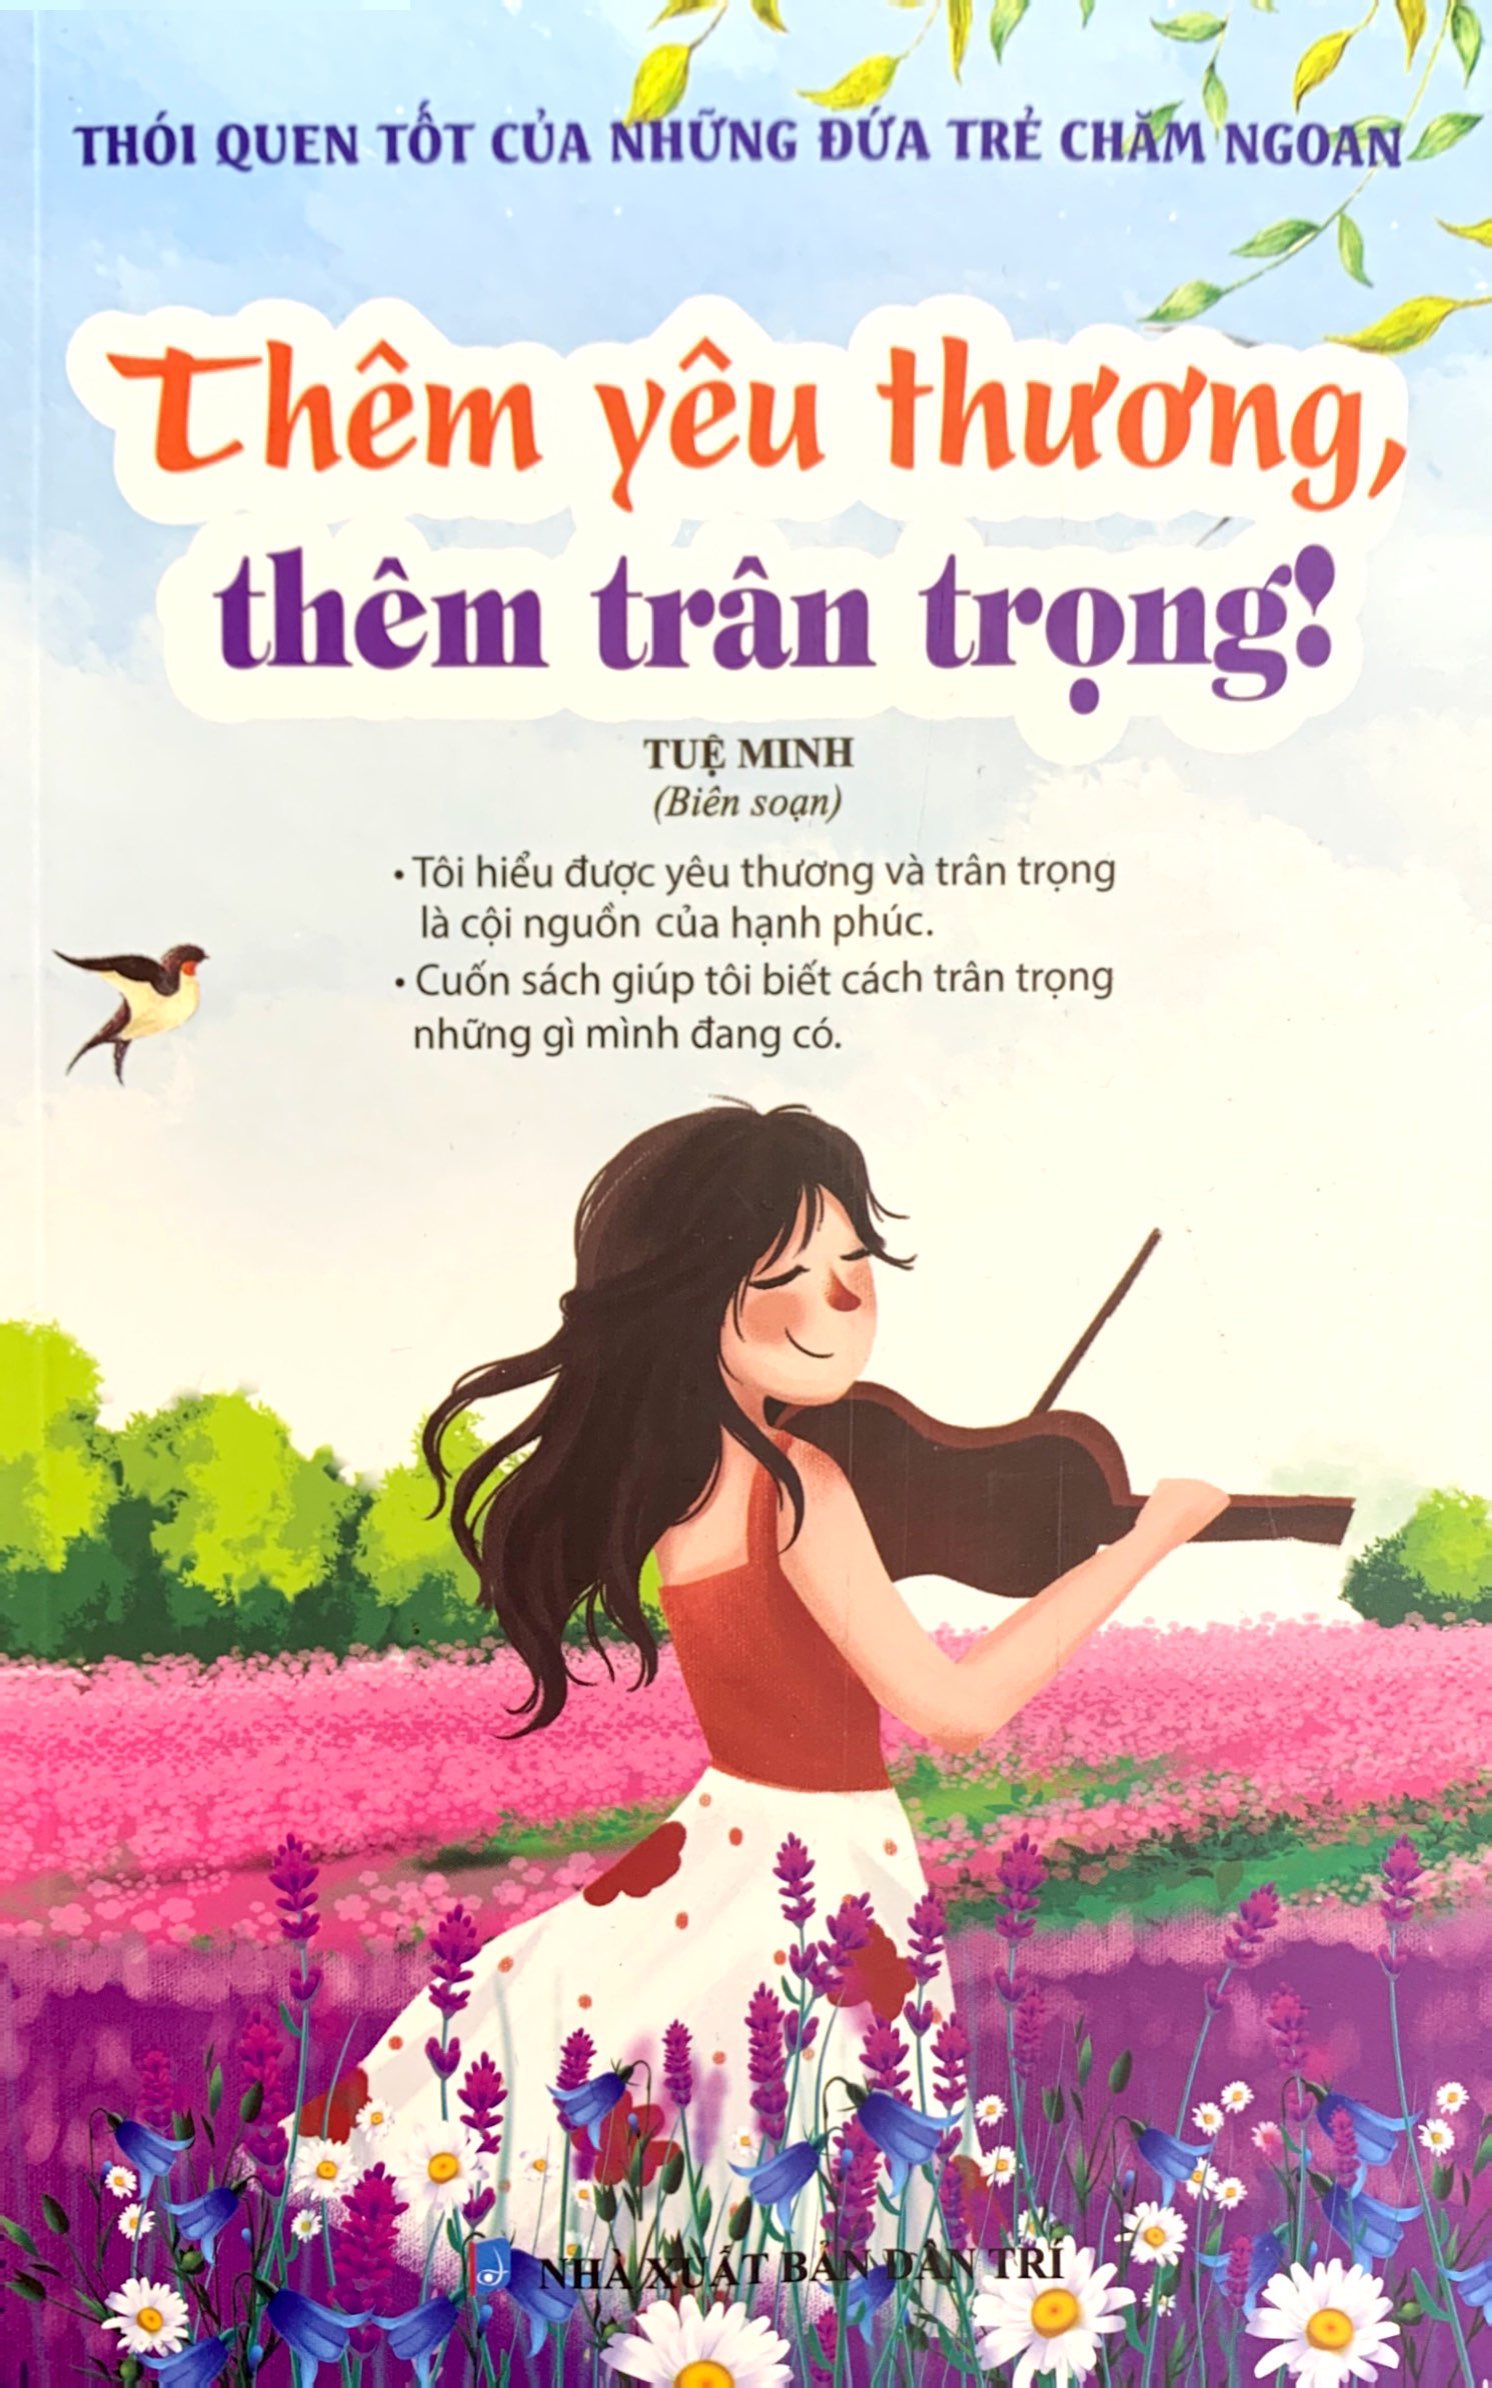 THÓI QUEN TỐT CỦA NHỮNG ĐỨA TRẺ CHĂM NGOAN
Thêm yêu thương,
thêm trân trọng!
TUỆ MINH
(Biên soạn)
• Tôi hiểu được yêu thương và trân trọng
là cội nguồn của hạnh phúc.
• Cuốn sách giúp tôi biết cách trân trọng
những gì mình đang có.
NHÀ XUẤT BẢN DÂN TRÍ